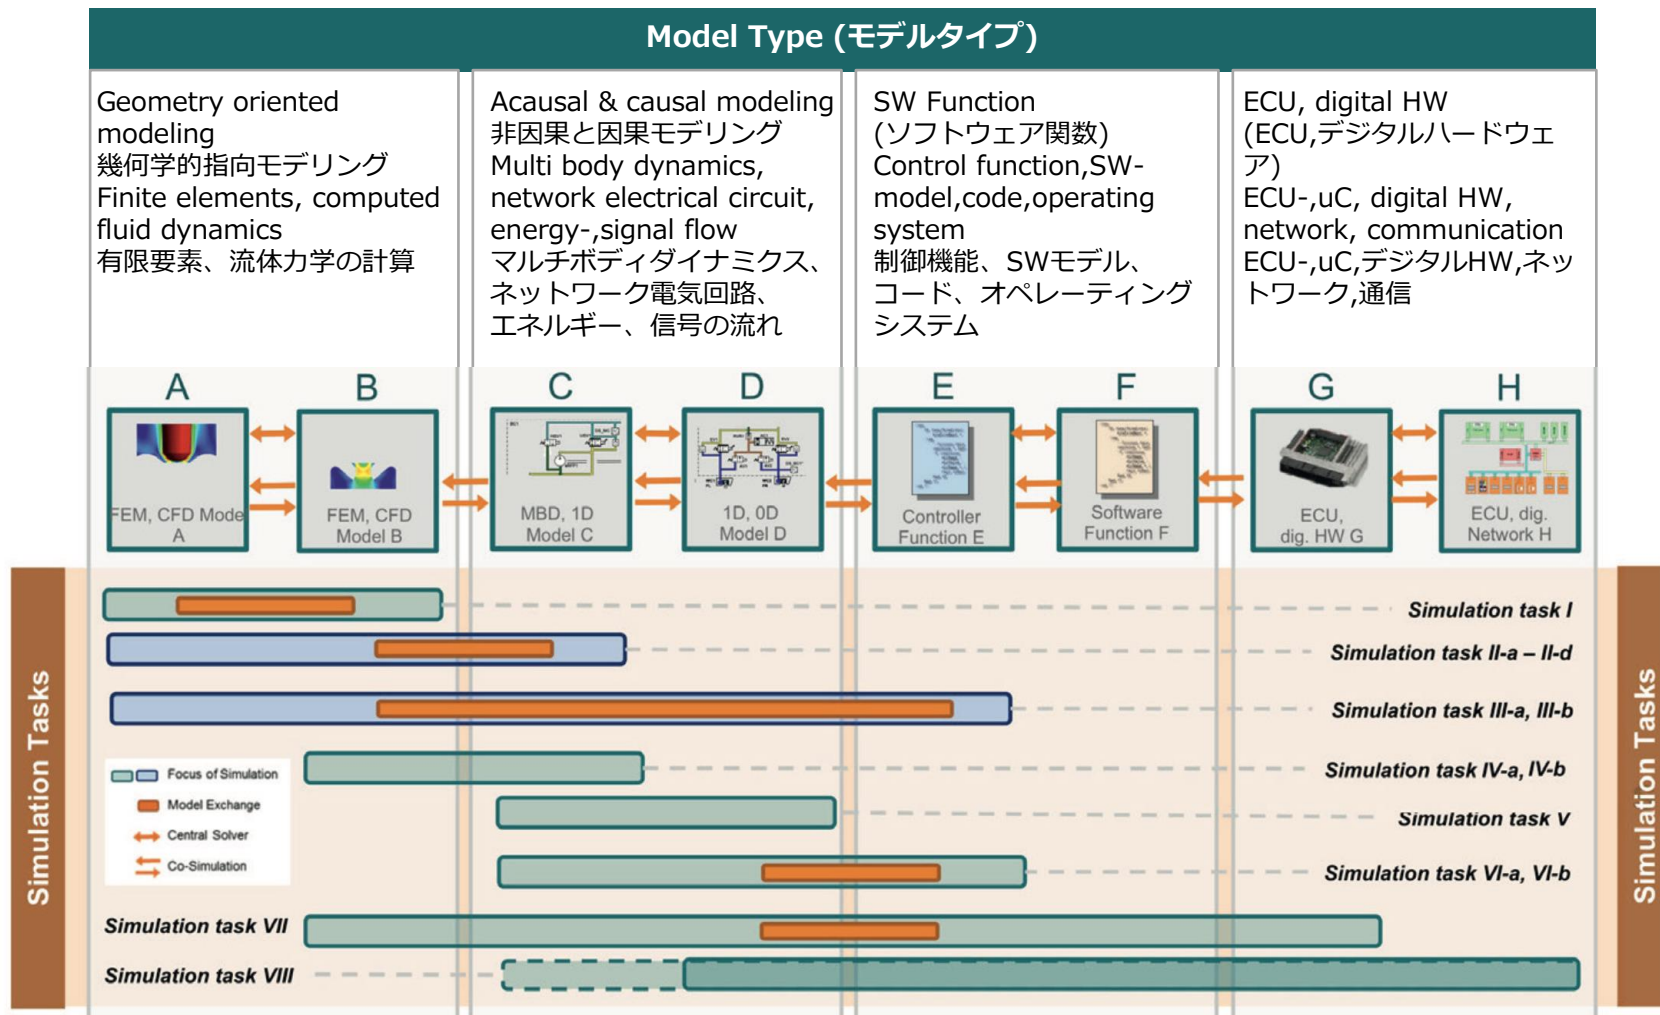 Model Type (モデルタイプ)
Geometry oriented
modeling
幾何学的指向モデリング
Finite elements, computed
fluid dynamics
有限要素、流体力学の計算
Acausal & causal modeling
非因果と因果モデリング
Multi body dynamics,
network electrical circuit,
energy-,signal flow
マルチボディダイナミクス、
ネットワーク電気回路、
エネルギー、信号の流れ
SW Function
(ソフトウェア関数)
Control function,SW-
model,code,operating
system
制御機能、SWモデル、
コード、オペレーティング
システム
ECU, digital HW
(ECU,デジタルハードウェ
ア)
ECU-,uC, digital HW,
network, communication
ECU-,uC,デジタルHW,ネッ
トワーク,通信
A
B
C
D
E
F
G
H
FEM, CFD Mode
A
FEM, CFD
Model B
MBD, 1D
Model C
1D, 0D
Model D
Controller
Function E
Software
Function F
ECU,
dig. HW G
ECU, dig.
Network H
Simulation Tasks
Simulation task I
Simulation task II-a – II-d
Simulation task III-a, III-b
Simulation task IV-a, IV-b
Simulation task V
Simulation task VI-a, VI-b
Focus of Simulation
Model Exchange
Central Solver
Co-Simulation
Simulation task VII
Simulation task VIII
Simulation Tasks